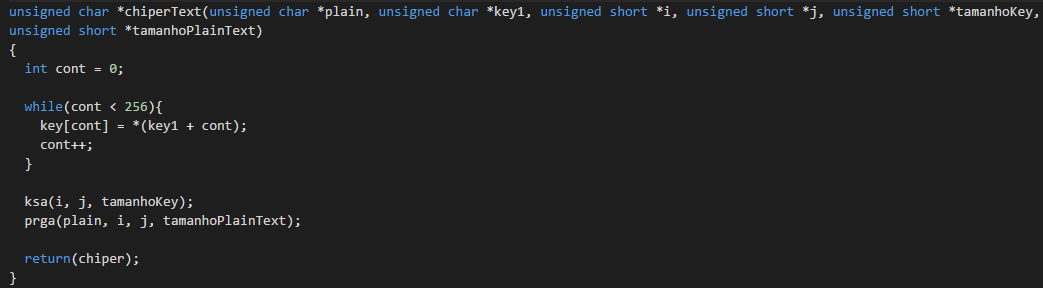 unsigned char *chiperText(unsigned char *plain, unsigned char *key1, unsigned short *i, unsigned short *j, unsigned short *tamanhoKey,
unsigned short *tamanhoPlainText)
{
  int cont = 0;

  while(cont < 256){
    key[cont] = *(key1 + cont);
    cont++;
  }

  ksa(i, j, tamanhoKey);
  prga(plain, i, j, tamanhoPlainText);

  return(chiper);
}